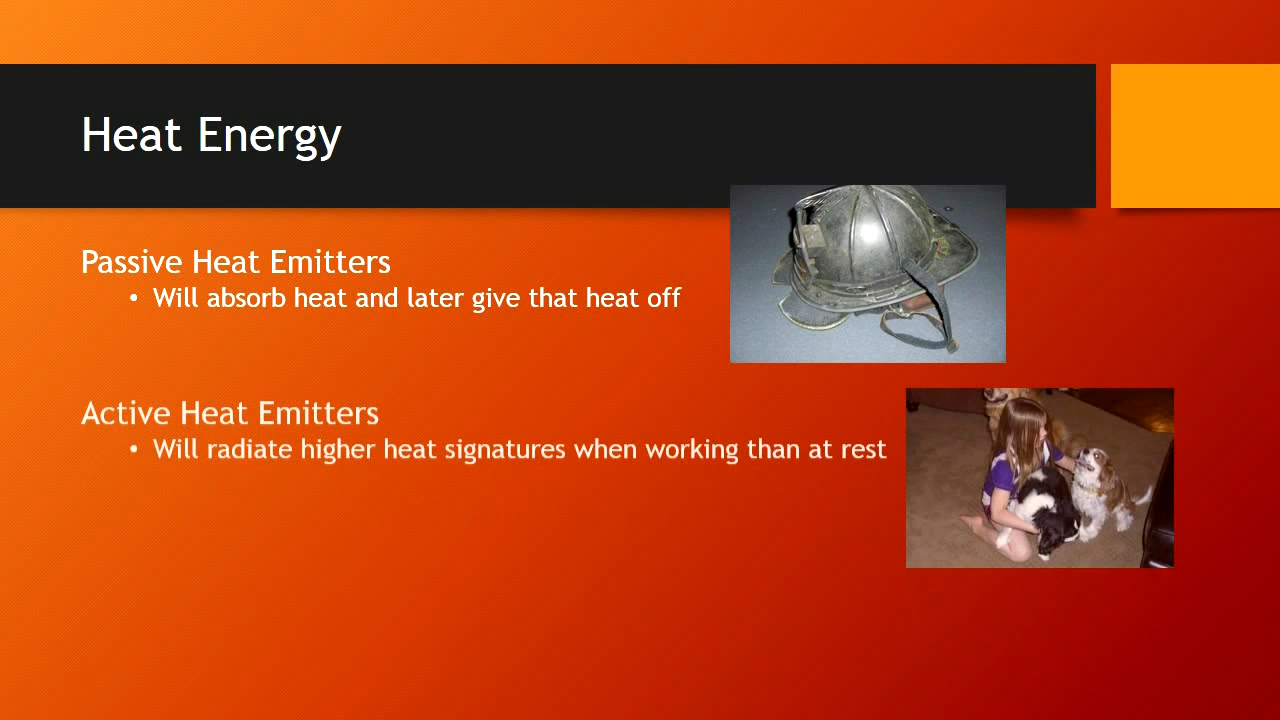 Heat Energy
Passive Heat Emitters
• Will absorb heat and later give that heat off
Active Heat Emitters
• Will radiate higher heat signatures when working than at rest